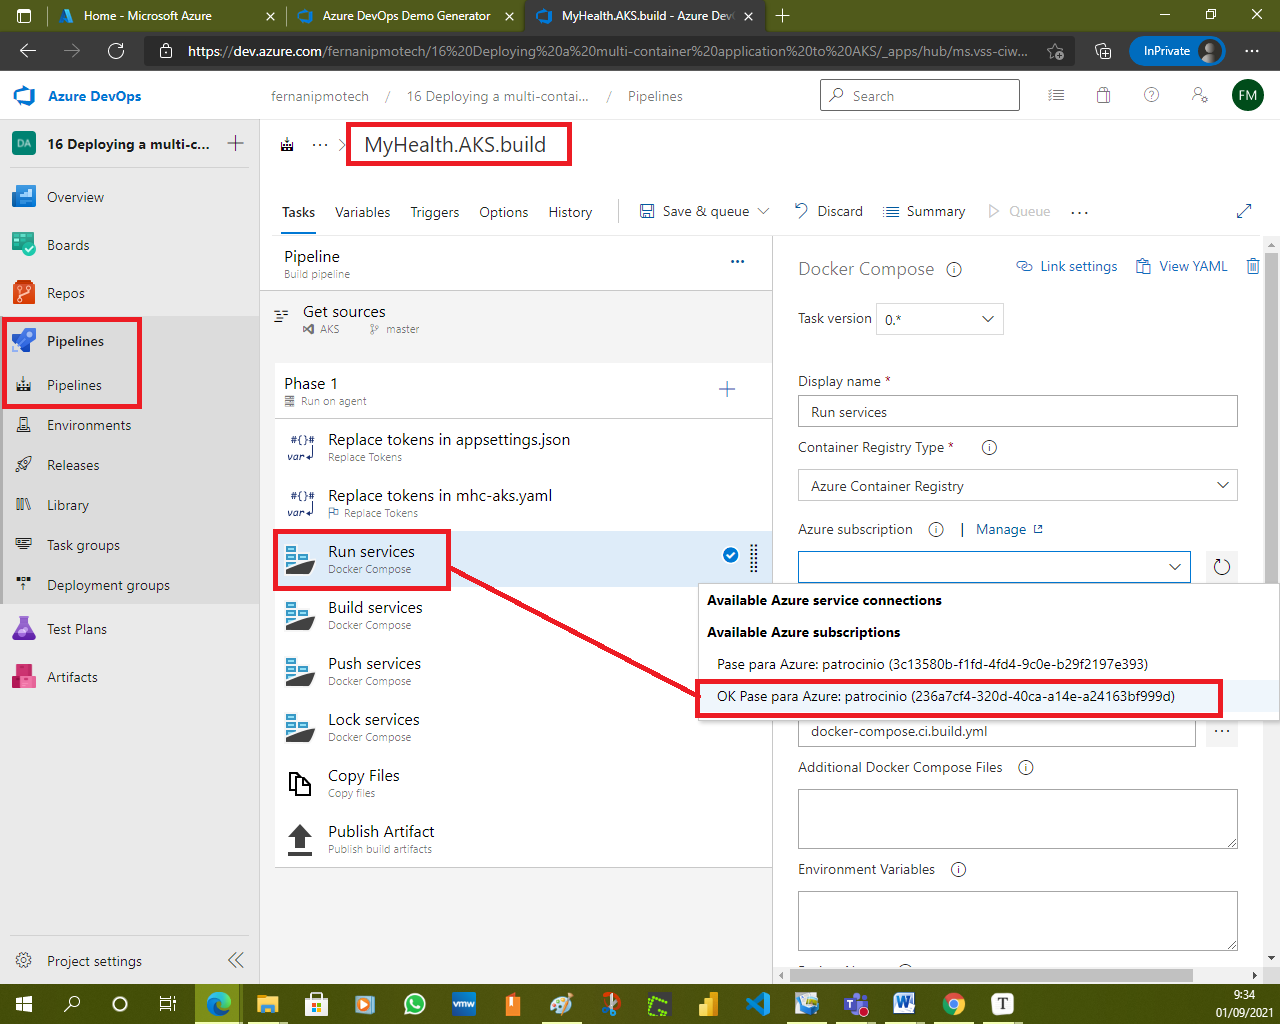 Home - Microsoft Azure
Azure DevOps Demo Generator
MyHealth.AKS.build - Azure Dev
https://dev.azure.com/fernanipmotech/16%20Deploying%20a%20multi-container%20application%20to%20AKS/_apps/hub/ms.vss-ciw...
InPrivate
Azure DevOps
fernanipmotech / 16 Deploying a multi-contai... / Pipelines
Search
FM
DA
16 Deploying a multi-c...
MyHealth.AKS.build
Overview
Boards
Repos
Pipelines
Pipelines
Environments
Releases
Library
Task groups
Deployment groups
Test Plans
Artifacts
Project settings
Tasks
Variables
Triggers
Options
History
Save & queue
Discard
Summary
Queue
Pipeline
Build pipeline
Get sources
AKS
master
Phase 1
Run on agent
#{}#
var
Replace tokens in appsettings.json
Replace Tokens
#{}#
var
Replace tokens in mhc-aks.yaml
Replace Tokens
Run services
Docker Compose
Build services
Docker Compose
Push services
Docker Compose
Lock services
Docker Compose
Copy Files
Copy files
Publish Artifact
Publish build artifacts
Docker Compose
Link settings
View YAML
Task version
0.*
Display name *
Run services
Container Registry Type *
Azure Container Registry
Azure subscription
| Manage
Available Azure service connections
Available Azure subscriptions
Pase para Azure: patrocinio (3c13580b-f1fd-4fd4-9c0e-b29f2197e393)
OK Pase para Azure: patrocinio (236a7cf4-320d-40ca-a14e-a24163bf999d)
docker-compose.ci.build.yml
Additional Docker Compose Files
Environment Variables
vmw
T
9:34
01/09/2021